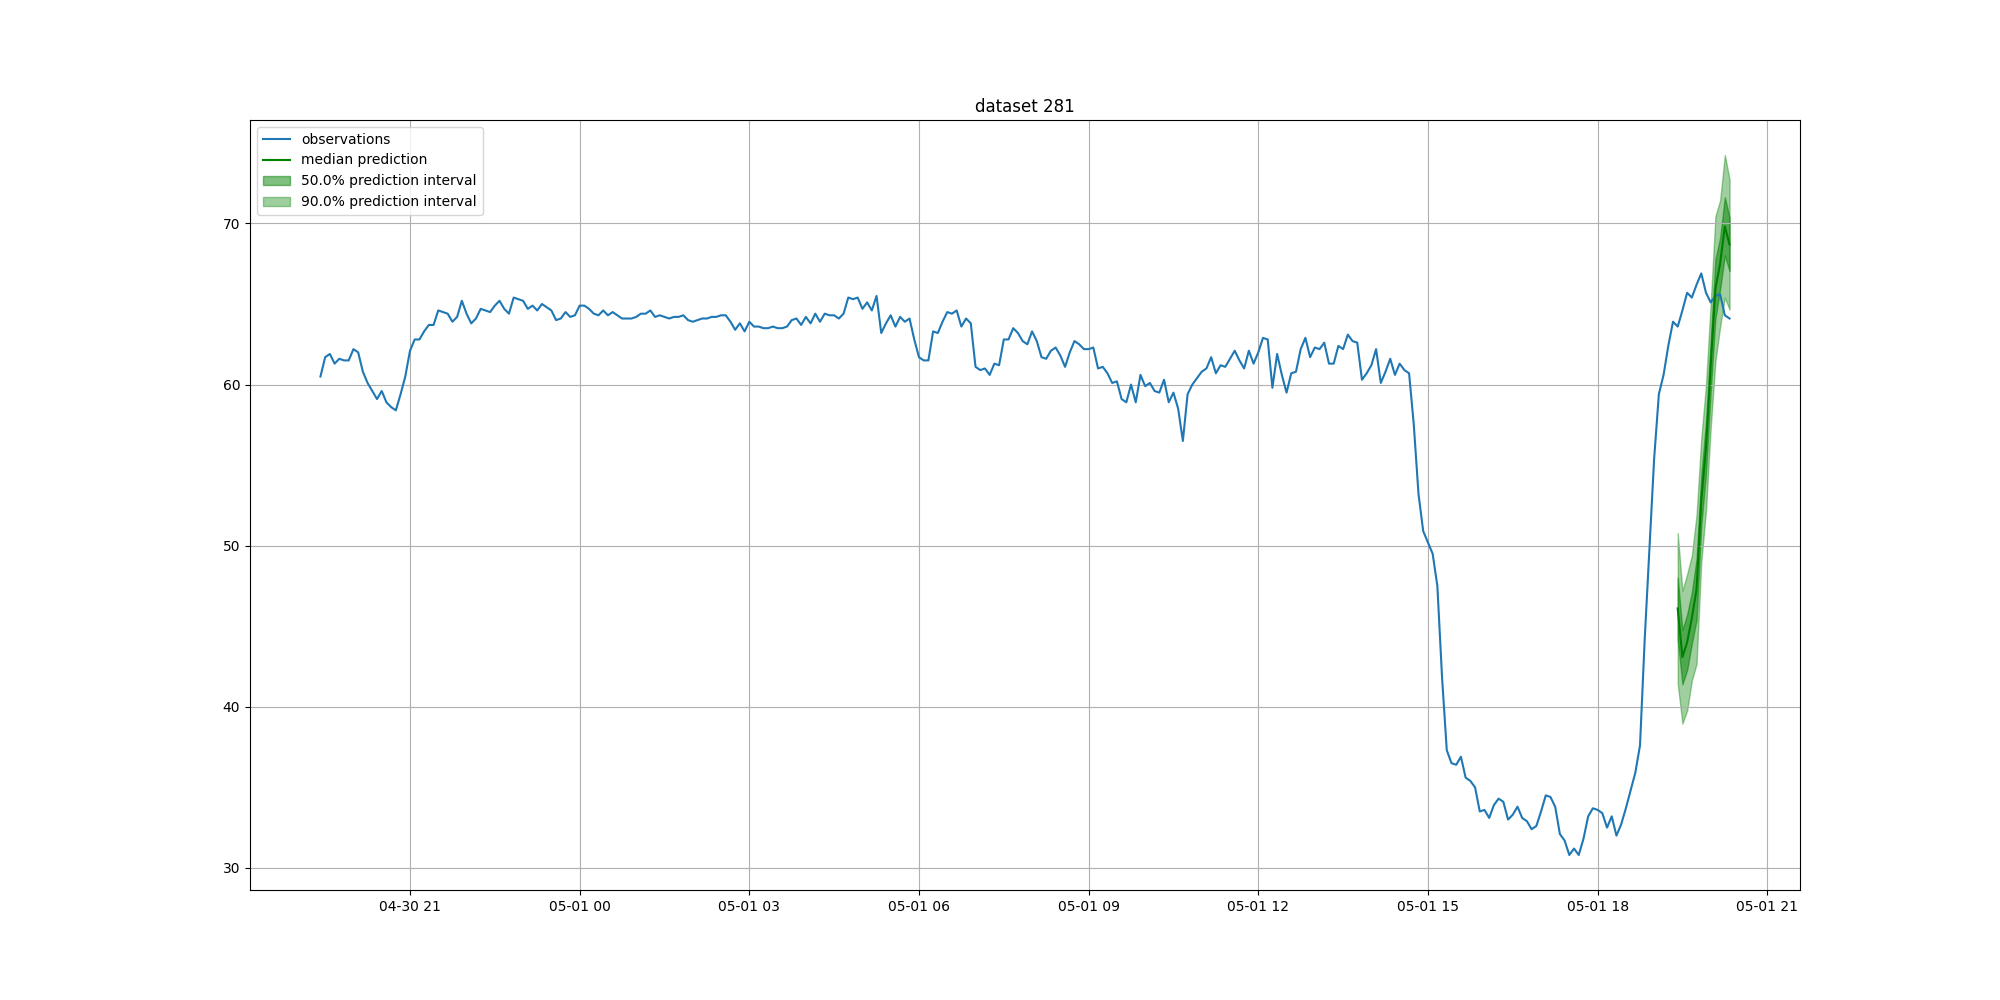 dataset 281
observations
median prediction
50.0% prediction interval
90.0% prediction interval
70
60
50
40
30
04-30 21
05-01 00
05-01 03
05-01 06
05-01 09
05-01 12
05-01 15
05-01 18
05-01 21